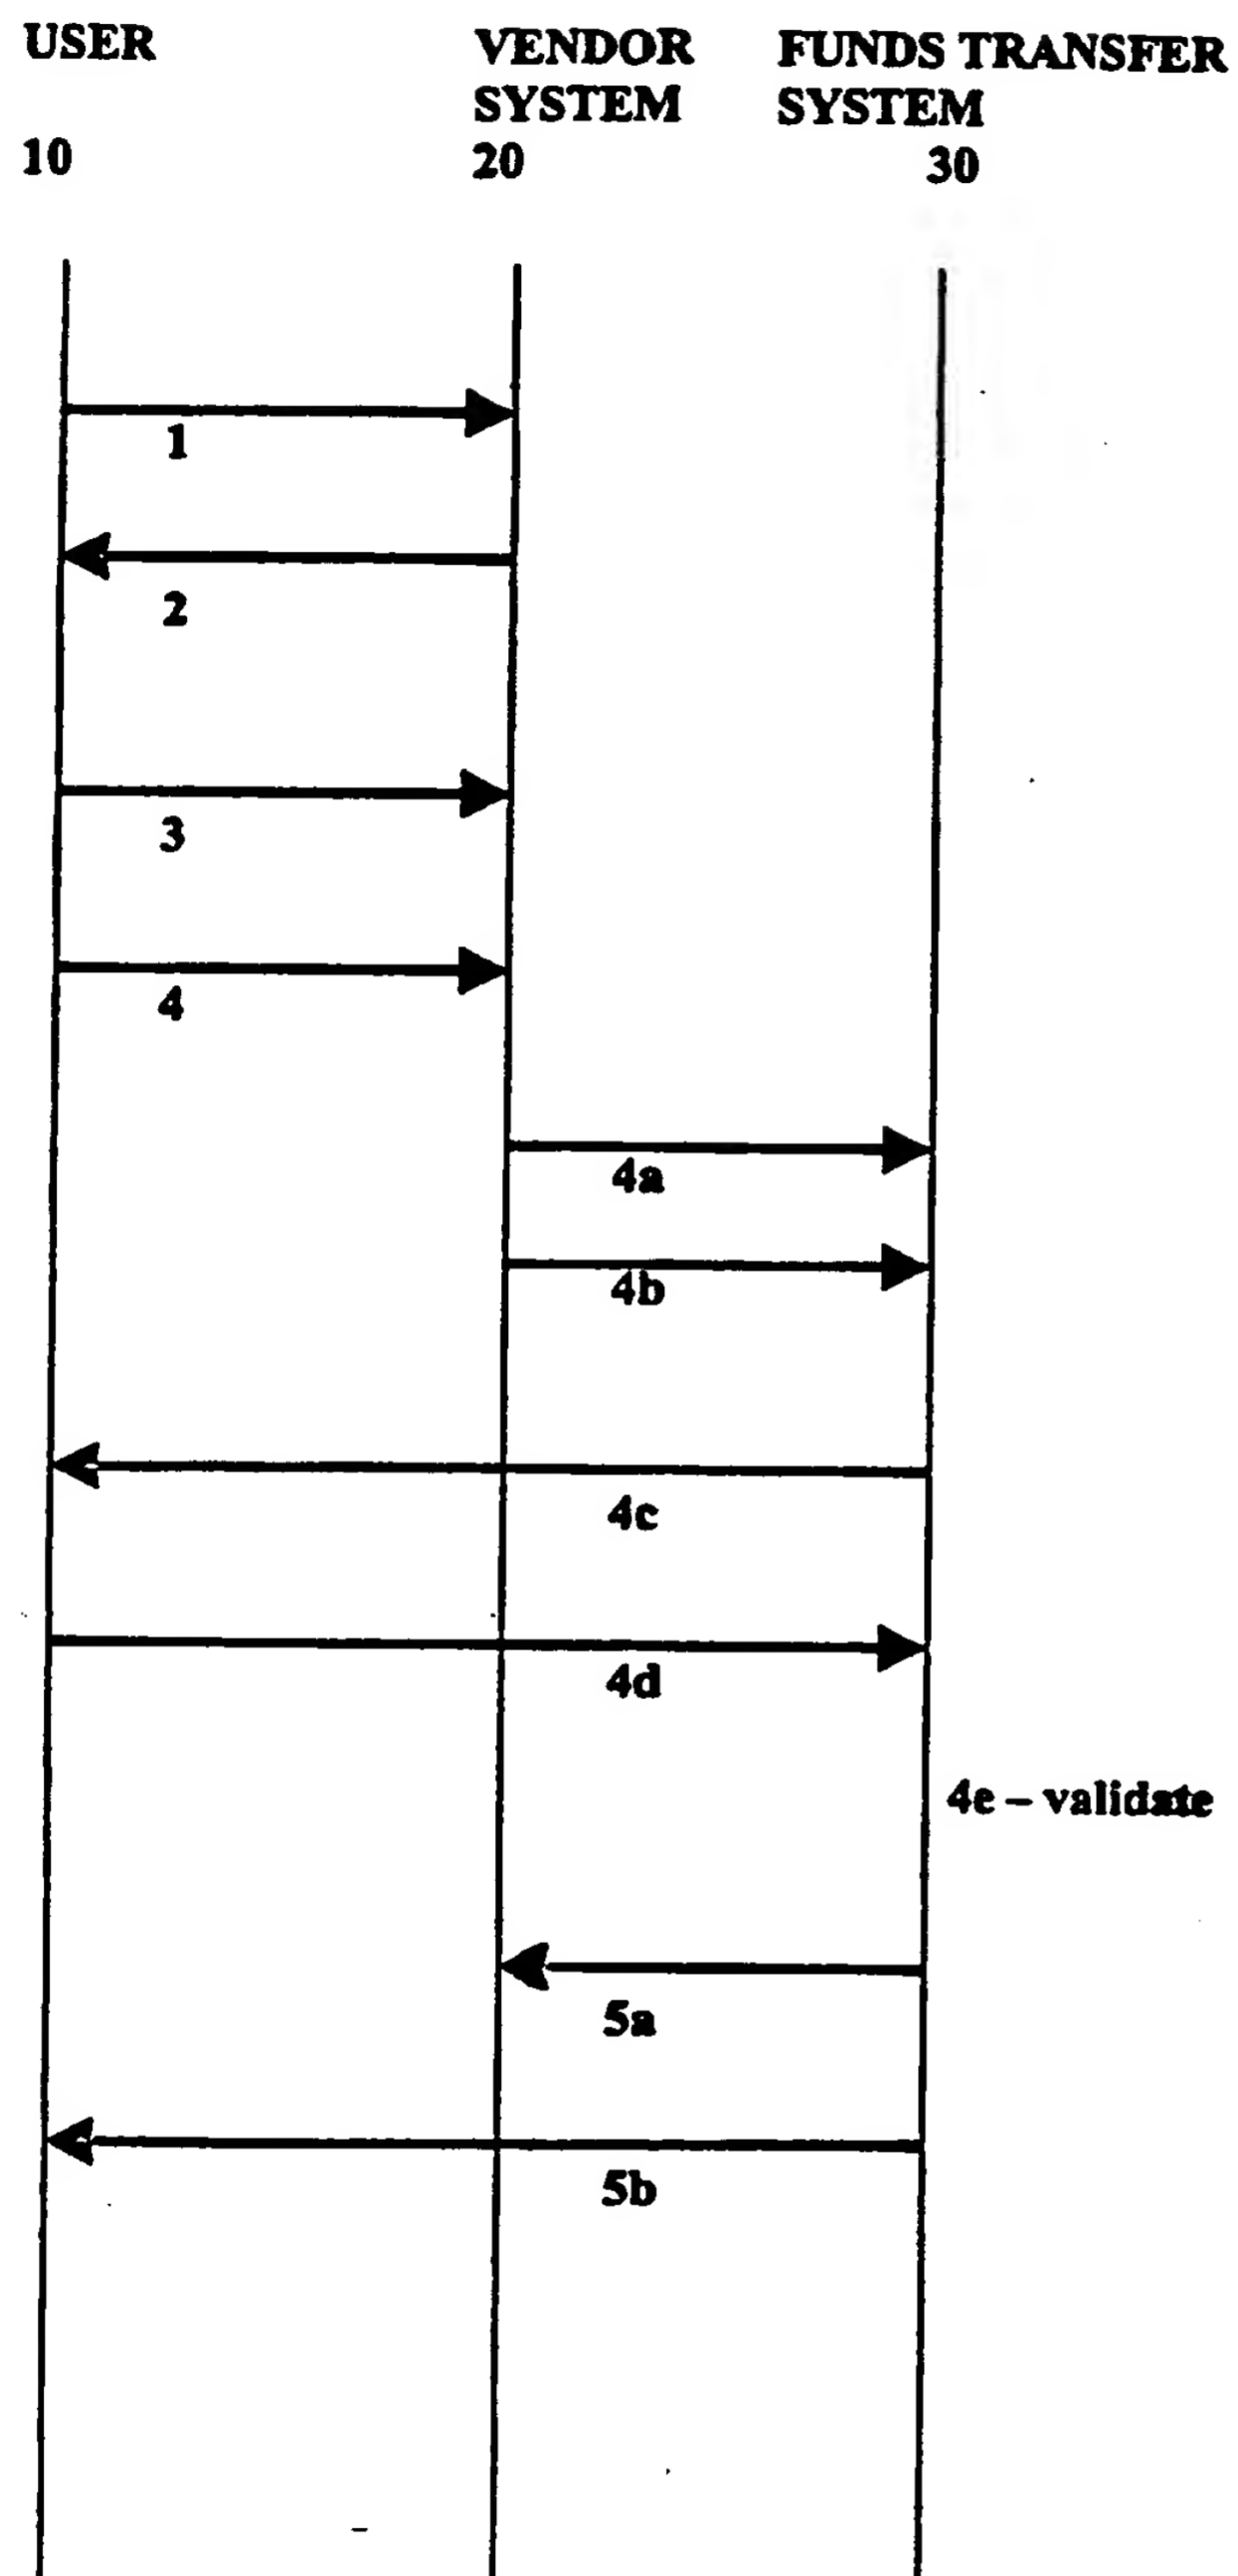 USER
VENDOR
SYSTEM
FUNDS TRANSFER
SYSTEM
10
20
30
1
2
3
4
4a
4b
4c
4d
4e – validate
5a
5b